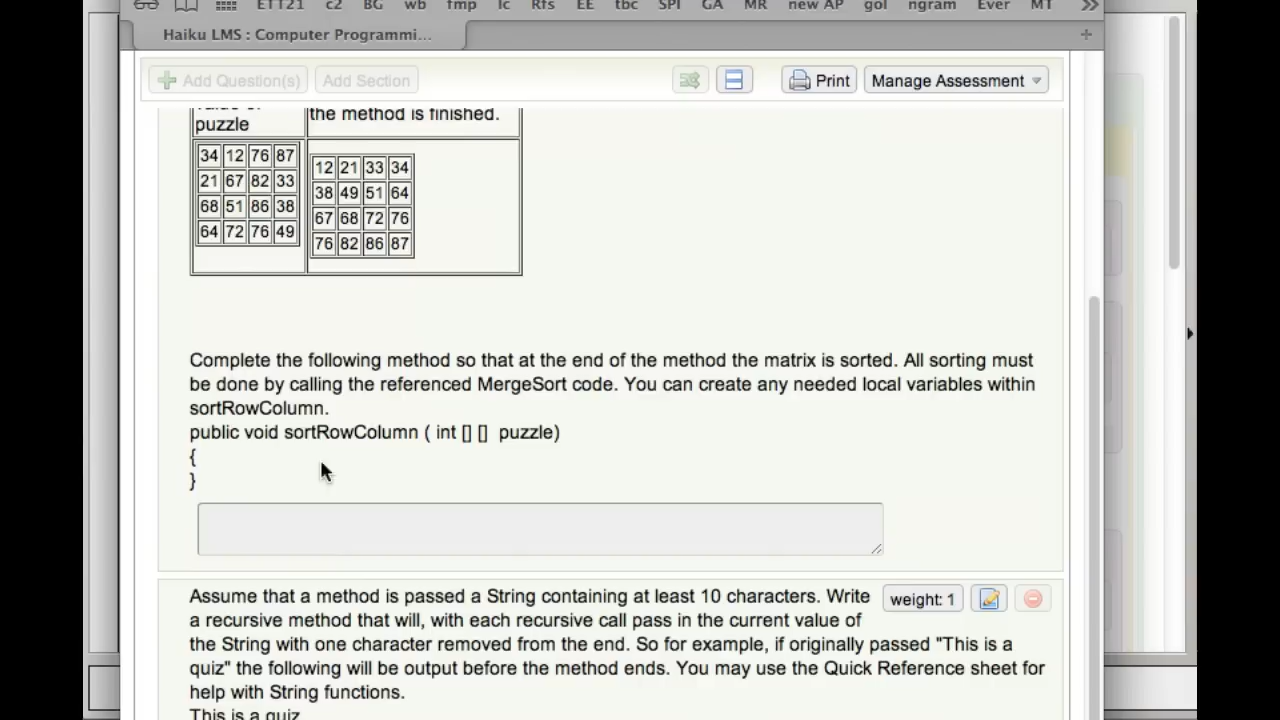 ETT21 c2 BG wb fmp lc Rfs EE tbc SPI GA MR new AP gol ngram Ever MT >>
Haiku LMS : Computer Programmi... +
Add Question(s) Add Section Print Manage Assessment
value of
puzzle
the method is finished.
34 12 76 87
21 67 82 33
68 51 86 38
64 72 76 49
12 21 33 34
38 49 51 64
67 68 72 76
76 82 86 87
Complete the following method so that at the end of the method the matrix is sorted. All sorting must
be done by calling the referenced MergeSort code. You can create any needed local variables within
sortRowColumn.
public void sortRowColumn ( int [] [] puzzle)
{
}
Assume that a method is passed a String containing at least 10 characters. Write
weight: 1
a recursive method that will, with each recursive call pass in the current value of
the String with one character removed from the end. So for example, if originally passed "This is a
quiz" the following will be output before the method ends. You may use the Quick Reference sheet for
help with String functions.
This is a quiz